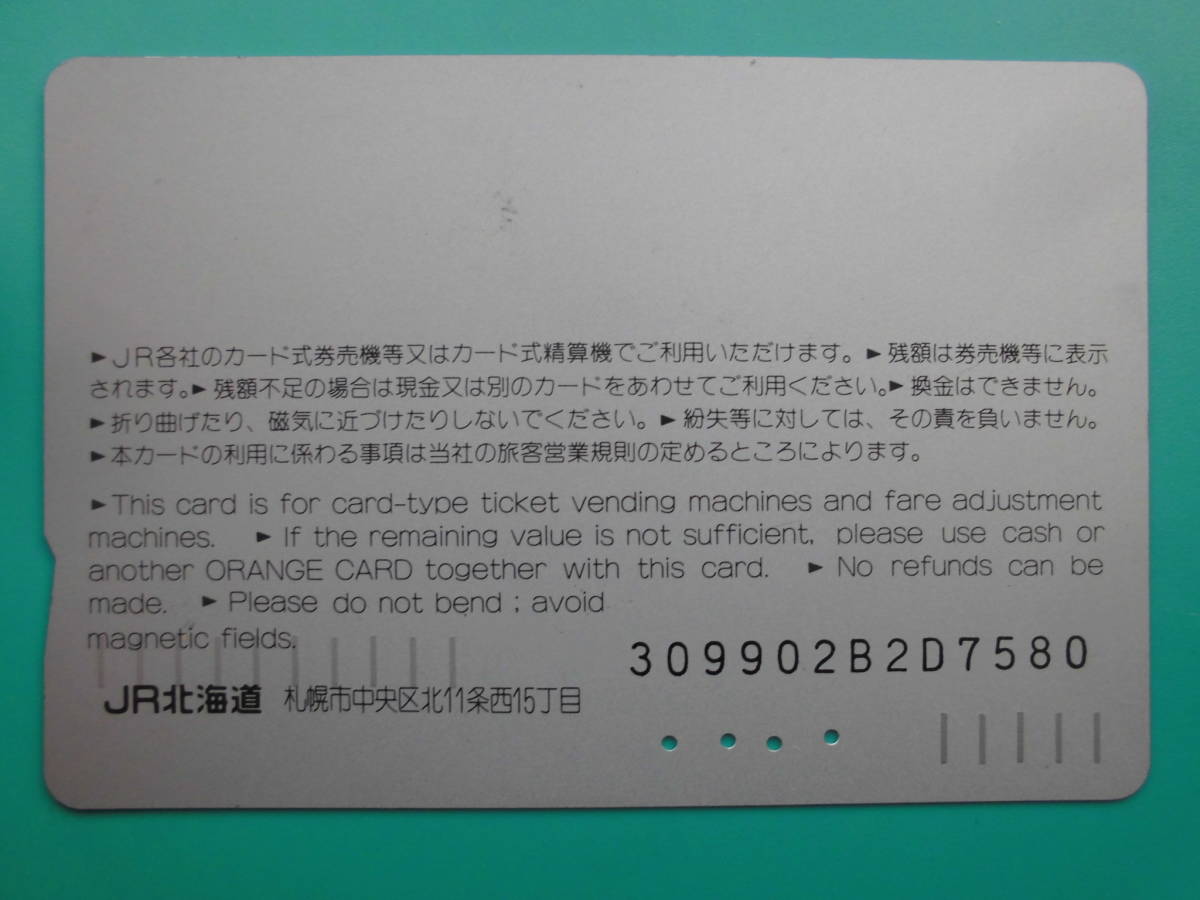 ►JR各社のカード式券売機等又はカード式精算機でご利用いただけます。►残額は券売機等に表示
されます。►残額不足の場合は現金又は別のカードをあわせてご利用ください。►換金はできません。
►折り曲げたり、磁気に近づけたりしないでください。►紛失等に対しては、その責を負いません。
►本カードの利用に係わる事項は当社の旅客営業規則の定めるところによります。
►This card is for card-type ticket vending machines and fare adjustment
machines. ►If the remaining value is not sufficient, please use cash or
another ORANGE CARD together with this card. ►No refunds can be
made. ►Please do not bend ; avoid
magnetic fields.
309902B2D7580
JR北海道 札幌市中央区北11条西15丁目